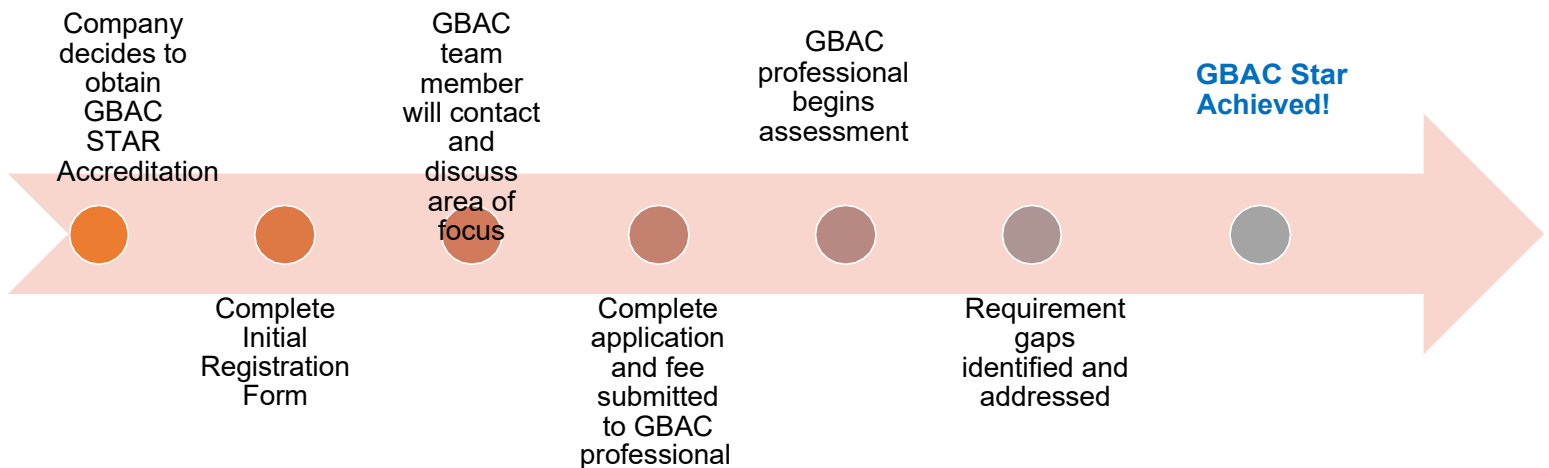 Company
decides to
obtain
GBAC
STAR
Accreditation
Complete
Initial
Registration
Form
GBAC
team
member
will contact
and
discuss
area of
focus
Complete
application
and fee
submitted
to GBAC
professional
GBAC
professional
begins
assessment
Requirement
gaps
identified and
addressed
GBAC Star
Achieved!